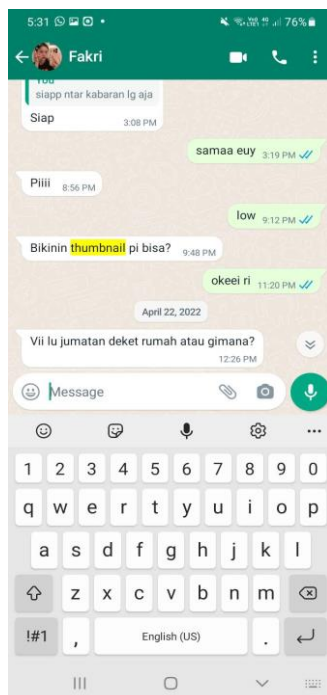 5:31
76%
Fakri
You
siapp ntar kabaran lg aja
Siap
3:08 PM
samaa euy 3:19 PM
Piiii 8:56 PM
low 9:12 PM
Bikinin thumbnail pi bisa? 9:48 PM
okeei ri 11:20 PM
April 22, 2022
Vii lu jumatan deket rumah atau gimana?
12:26 PM
Message
1 2 3 4 5 6 7 8 9 0
q w e r t y u i o p
a s d f g h j k l
z x c v b n m
!#1 , English (US) .